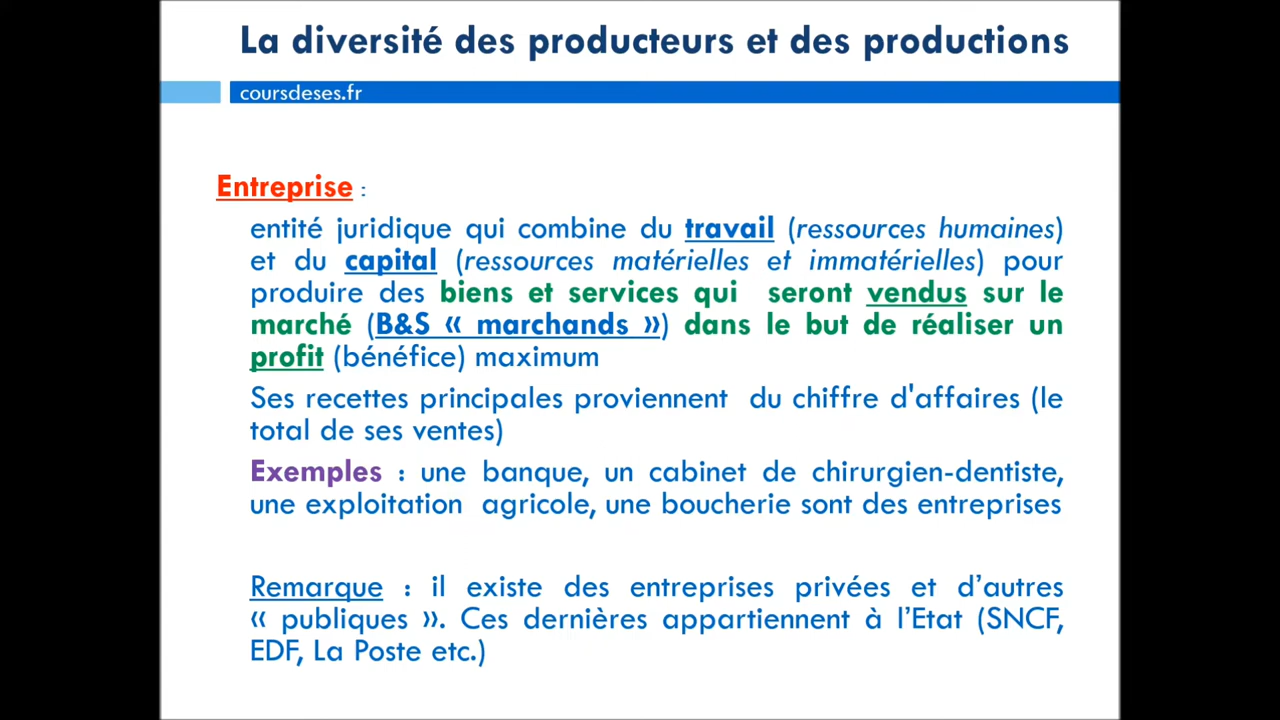 La diversité des producteurs et des productions
coursdeses.fr
Entreprise :
entité juridique qui combine du travail (ressources humaines)
et du capital (ressources matérielles et immatérielles) pour
produire des biens et services qui seront vendus sur le
marché (B&S « marchands ») dans le but de réaliser un
profit (bénéfice) maximum
Ses recettes principales proviennent du chiffre d'affaires (le
total de ses ventes)
Exemples : une banque, un cabinet de chirurgien-dentiste,
une exploitation agricole, une boucherie sont des entreprises
Remarque : il existe des entreprises privées et d’autres
« publiques ». Ces dernières appartiennent à l’Etat (SNCF,
EDF, La Poste etc.)